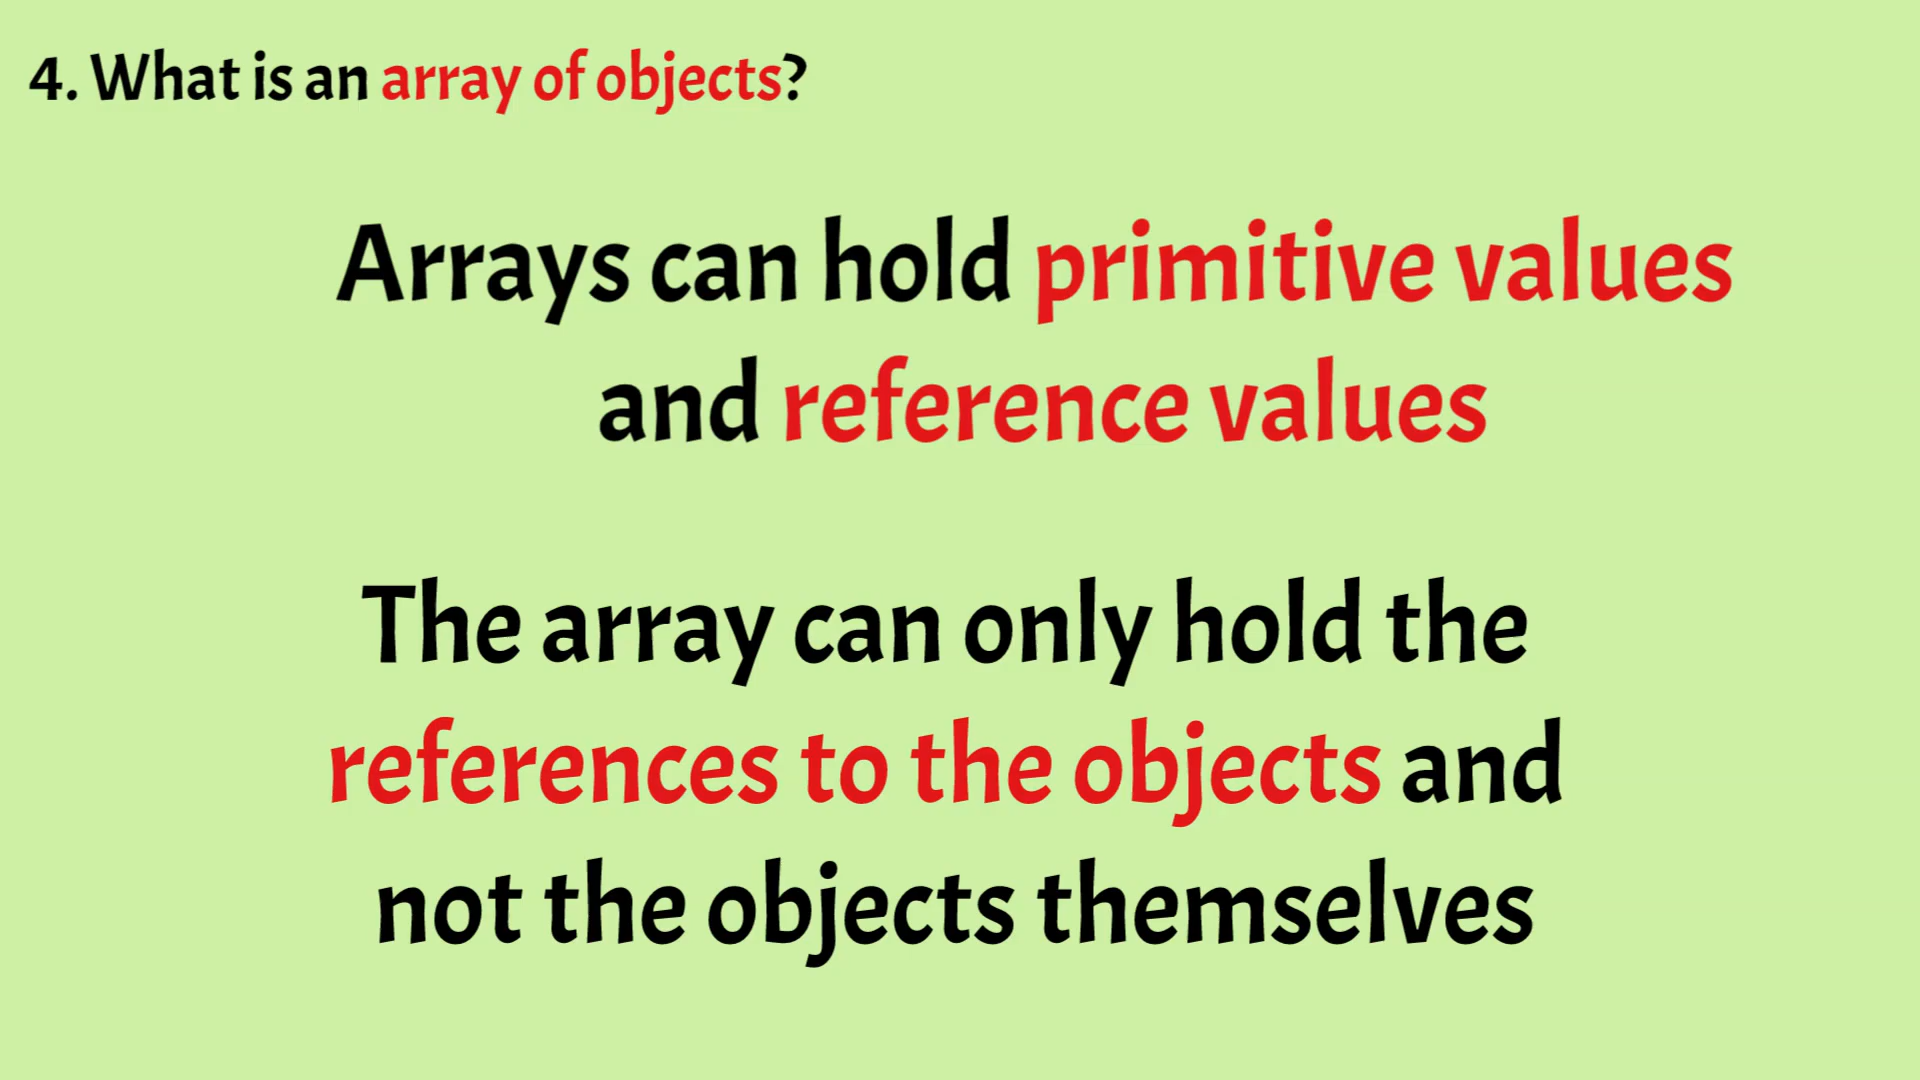 4. What is an array of objects?
Arrays can hold primitive values
and reference values
The array can only hold the
references to the objects and
not the objects themselves